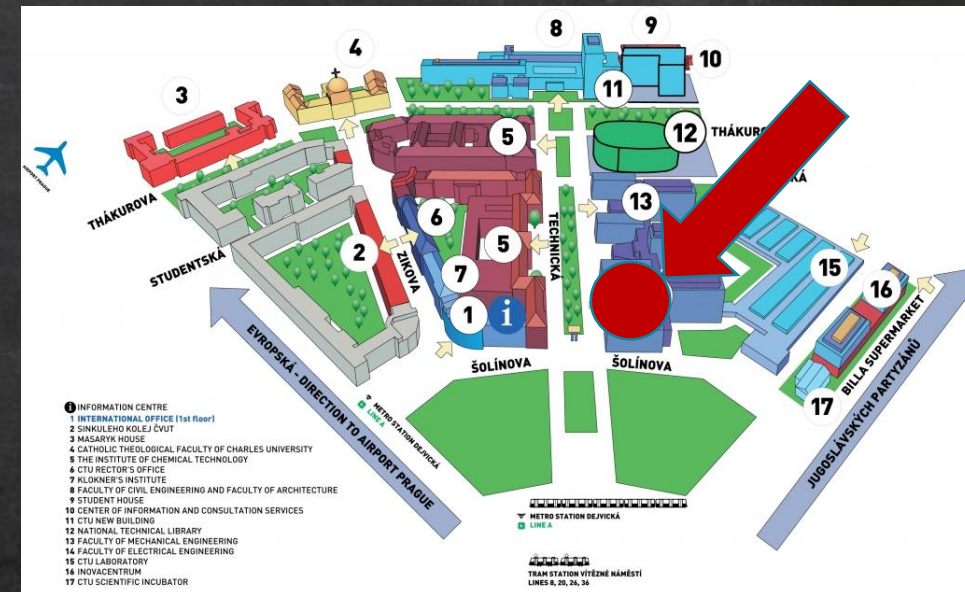 8
9
4
10
3
11
5
12
THÁKUROV
AIRPORT PRAGUE
13
SKÁ
THÁKUROVA
6
TECHNICKÁ
STUDENTSKÁ
2
ZIKOVA
5
15
7
16
1
i
ŠOLÍNOVA
ŠOLÍNOVA
BILLA SUPERMARKET
17
EVROPSKÁ - DIRECTION TO AIRPORT PRAGUE
METRO STATION DEJVICKÁ
LINE A
JUGOSLÁVSKÝCH PARTYZÁNŮ
i INFORMATION CENTRE
1 INTERNATIONAL OFFICE (1st floor)
2 SINKULEHO KOLEJ ČVUT
3 MASARYK HOUSE
4 CATHOLIC THEOLOGICAL FACULTY OF CHARLES UNIVERSITY
5 THE INSTITUTE OF CHEMICAL TECHNOLOGY
6 CTU RECTOR'S OFFICE
7 KLOKNER'S INSTITUTE
8 FACULTY OF CIVIL ENGINEERING AND FACULTY OF ARCHITECTURE
9 STUDENT HOUSE
10 CENTER OF INFORMATION AND CONSULTATION SERVICES
11 CTU NEW BUILDING
12 NATIONAL TECHNICAL LIBRARY
13 FACULTY OF MECHANICAL ENGINEERING
14 FACULTY OF ELECTRICAL ENGINEERING
15 CTU LABORATORY
16 INOVACENTRUM
17 CTU SCIENTIFIC INCUBATOR
METRO STATION DEJVICKÁ
LINE A
TRAM STATION VÍTĚZNÉ NÁMĚSTÍ
LINES 8, 20, 26, 36